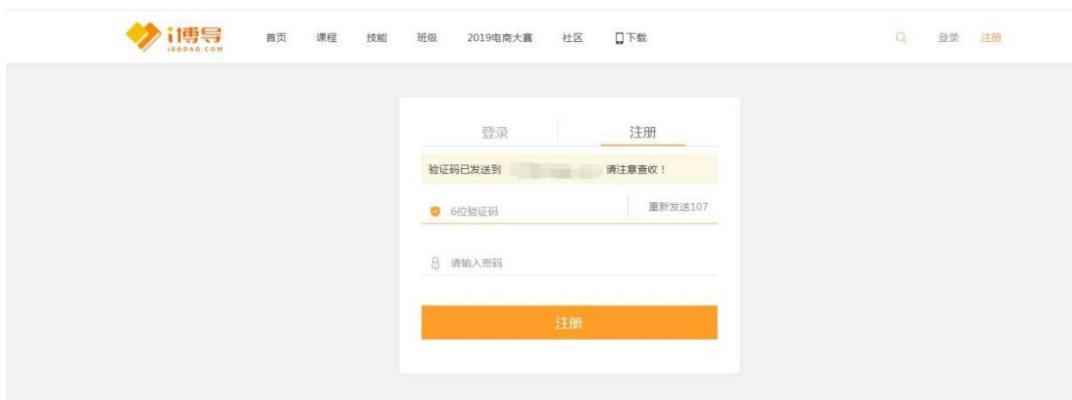 i博导
IBODAO.COM
首页 课程 技能 班级 2019电商大赛 社区 下载 登录 注册
登录 注册
验证码已发送到 请注意查收！
6位验证码 重新发送107
请输入密码
注册